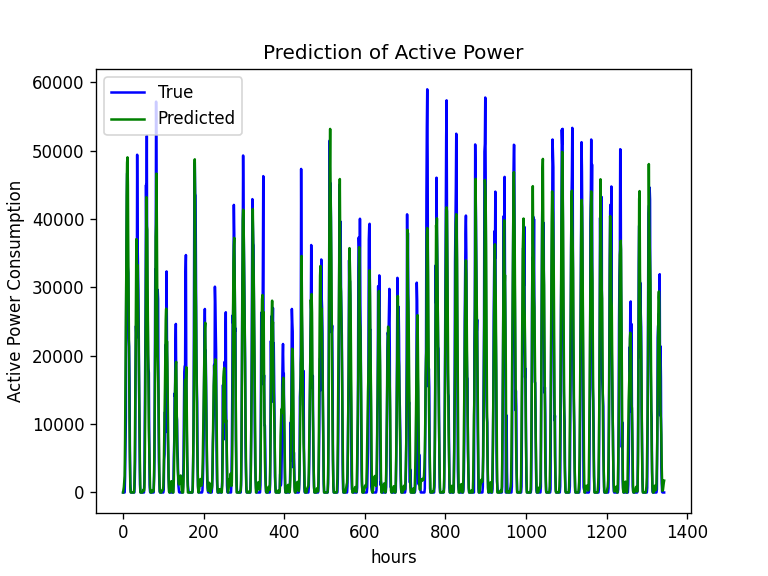 Prediction of Active Power
True
Predicted
Active Power Consumption
60000
50000
40000
30000
20000
10000
0
0 200 400 600 800 1000 1200 1400
hours